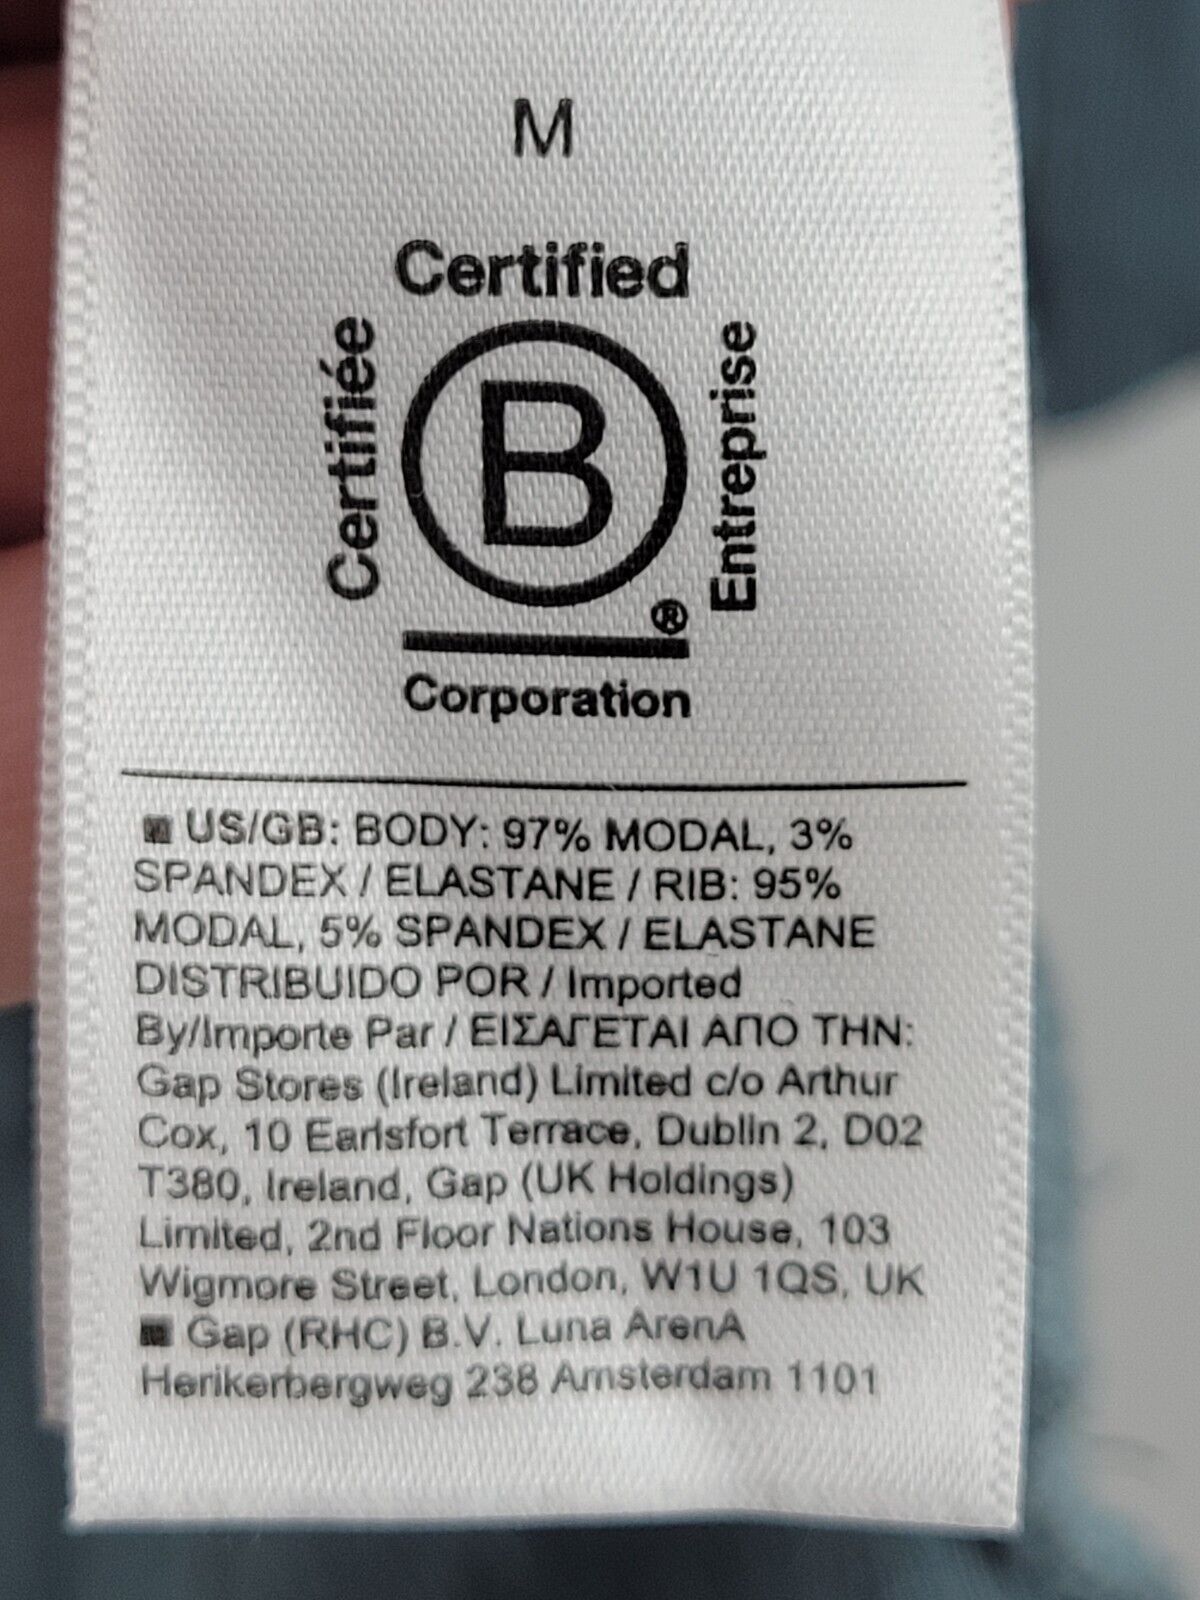 M
Certified
Certifiée
B
Entreprise
®
Corporation
US/GB: BODY: 97% MODAL, 3%
SPANDEX / ELASTANE / RIB: 95%
MODAL, 5% SPANDEX / ELASTANE
DISTRIBUIDO POR / Imported
By/Importe Par / ΕΙΣΑΓΕΤΑΙ ΑΠΟ ΤΗΝ:
Gap Stores (Ireland) Limited c/o Arthur
Cox, 10 Earlsfort Terrace, Dublin 2, D02
T380, Ireland, Gap (UK Holdings)
Limited, 2nd Floor Nations House, 103
Wigmore Street, London, W1U 1QS, UK
Gap (RHC) B.V. Luna ArenA
Herikerbergweg 238 Amsterdam 1101